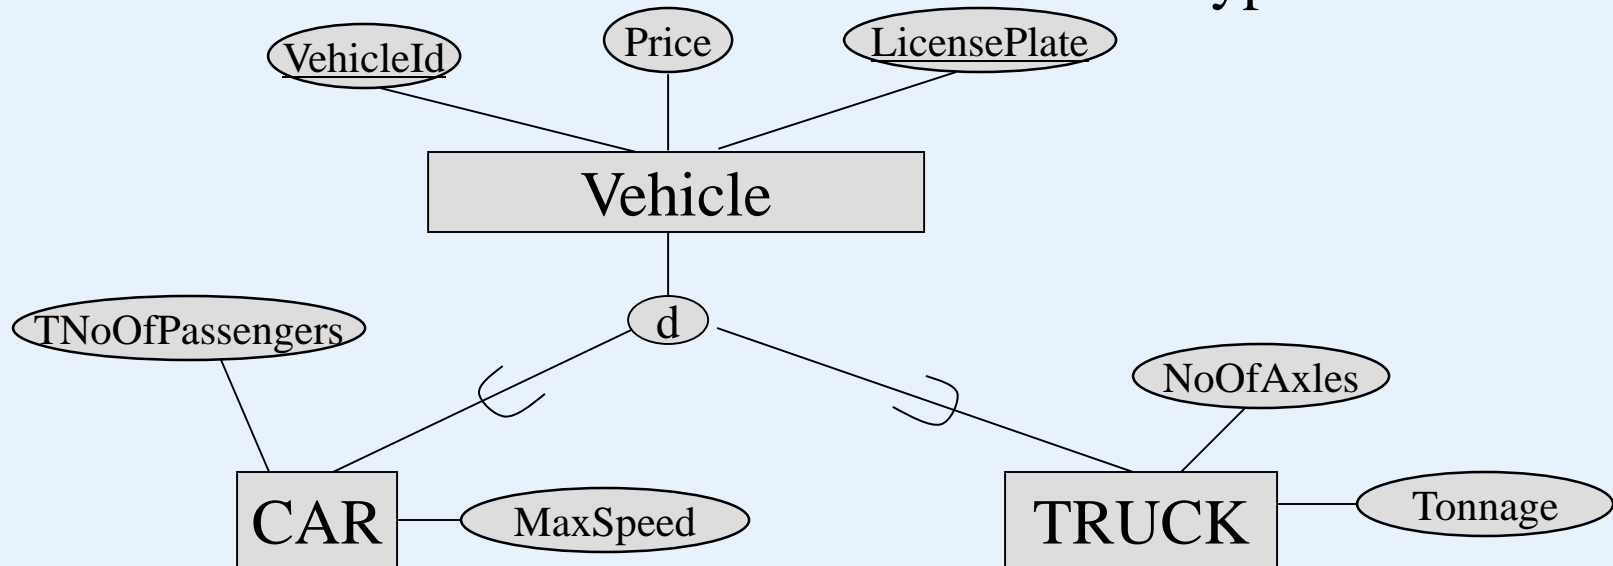 VehicleId
Price
LicensePlate
Vehicle
d
TNoOfPassengers
NoOfAxles
CAR
MaxSpeed
TRUCK
Tonnage